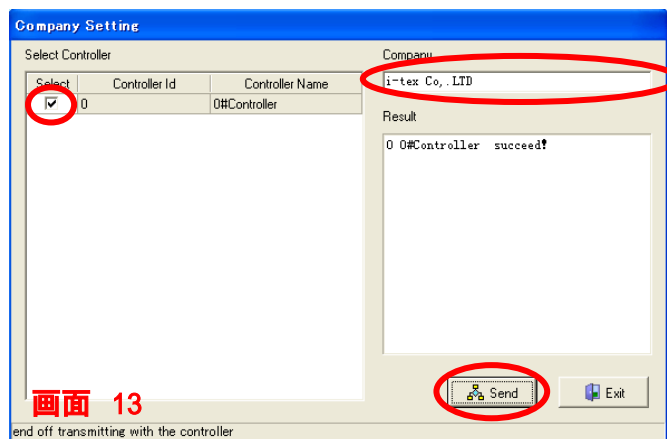 Company Setting
Select Controller
Select Controller Id Controller Name
0 0#Controller
Company
i-tex Co,.LTD
Result
0 0#Controller succeed!
Send Exit
画面 13
end off transmitting with the controller